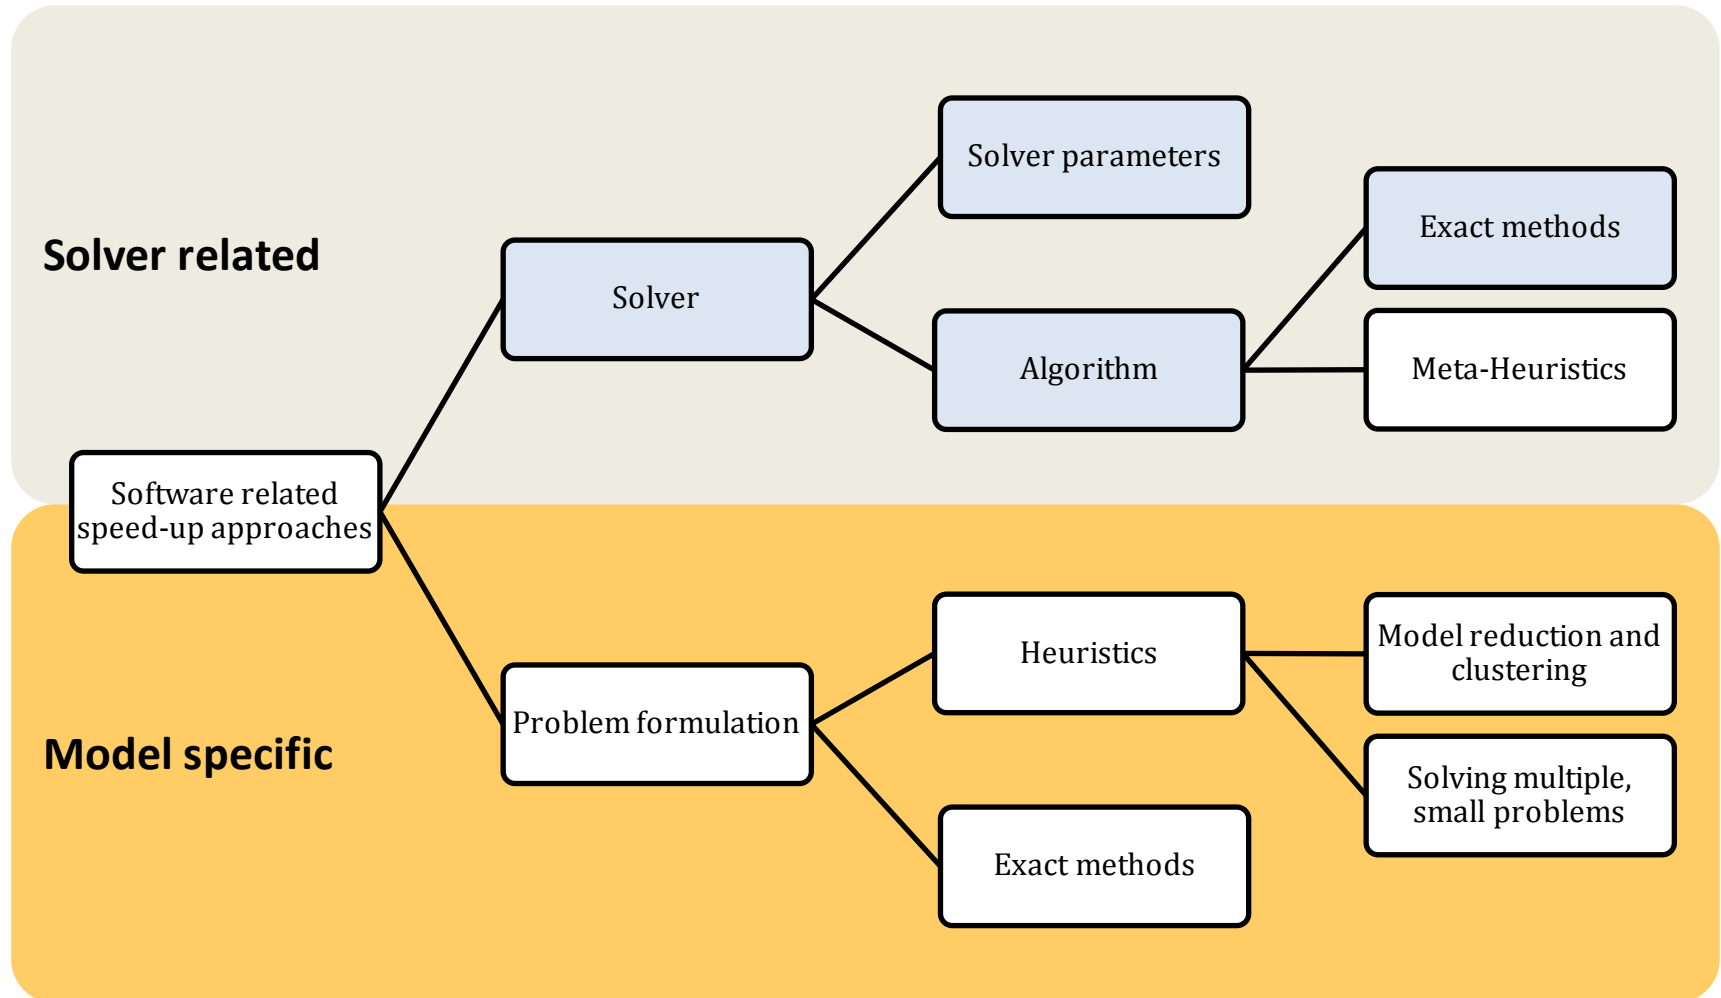 Solver related
Solver
Solver parameters
Algorithm
Exact methods
Meta-Heuristics
Software related
speed-up approaches
Model specific
Problem formulation
Heuristics
Exact methods
Model reduction and
clustering
Solving multiple,
small problems